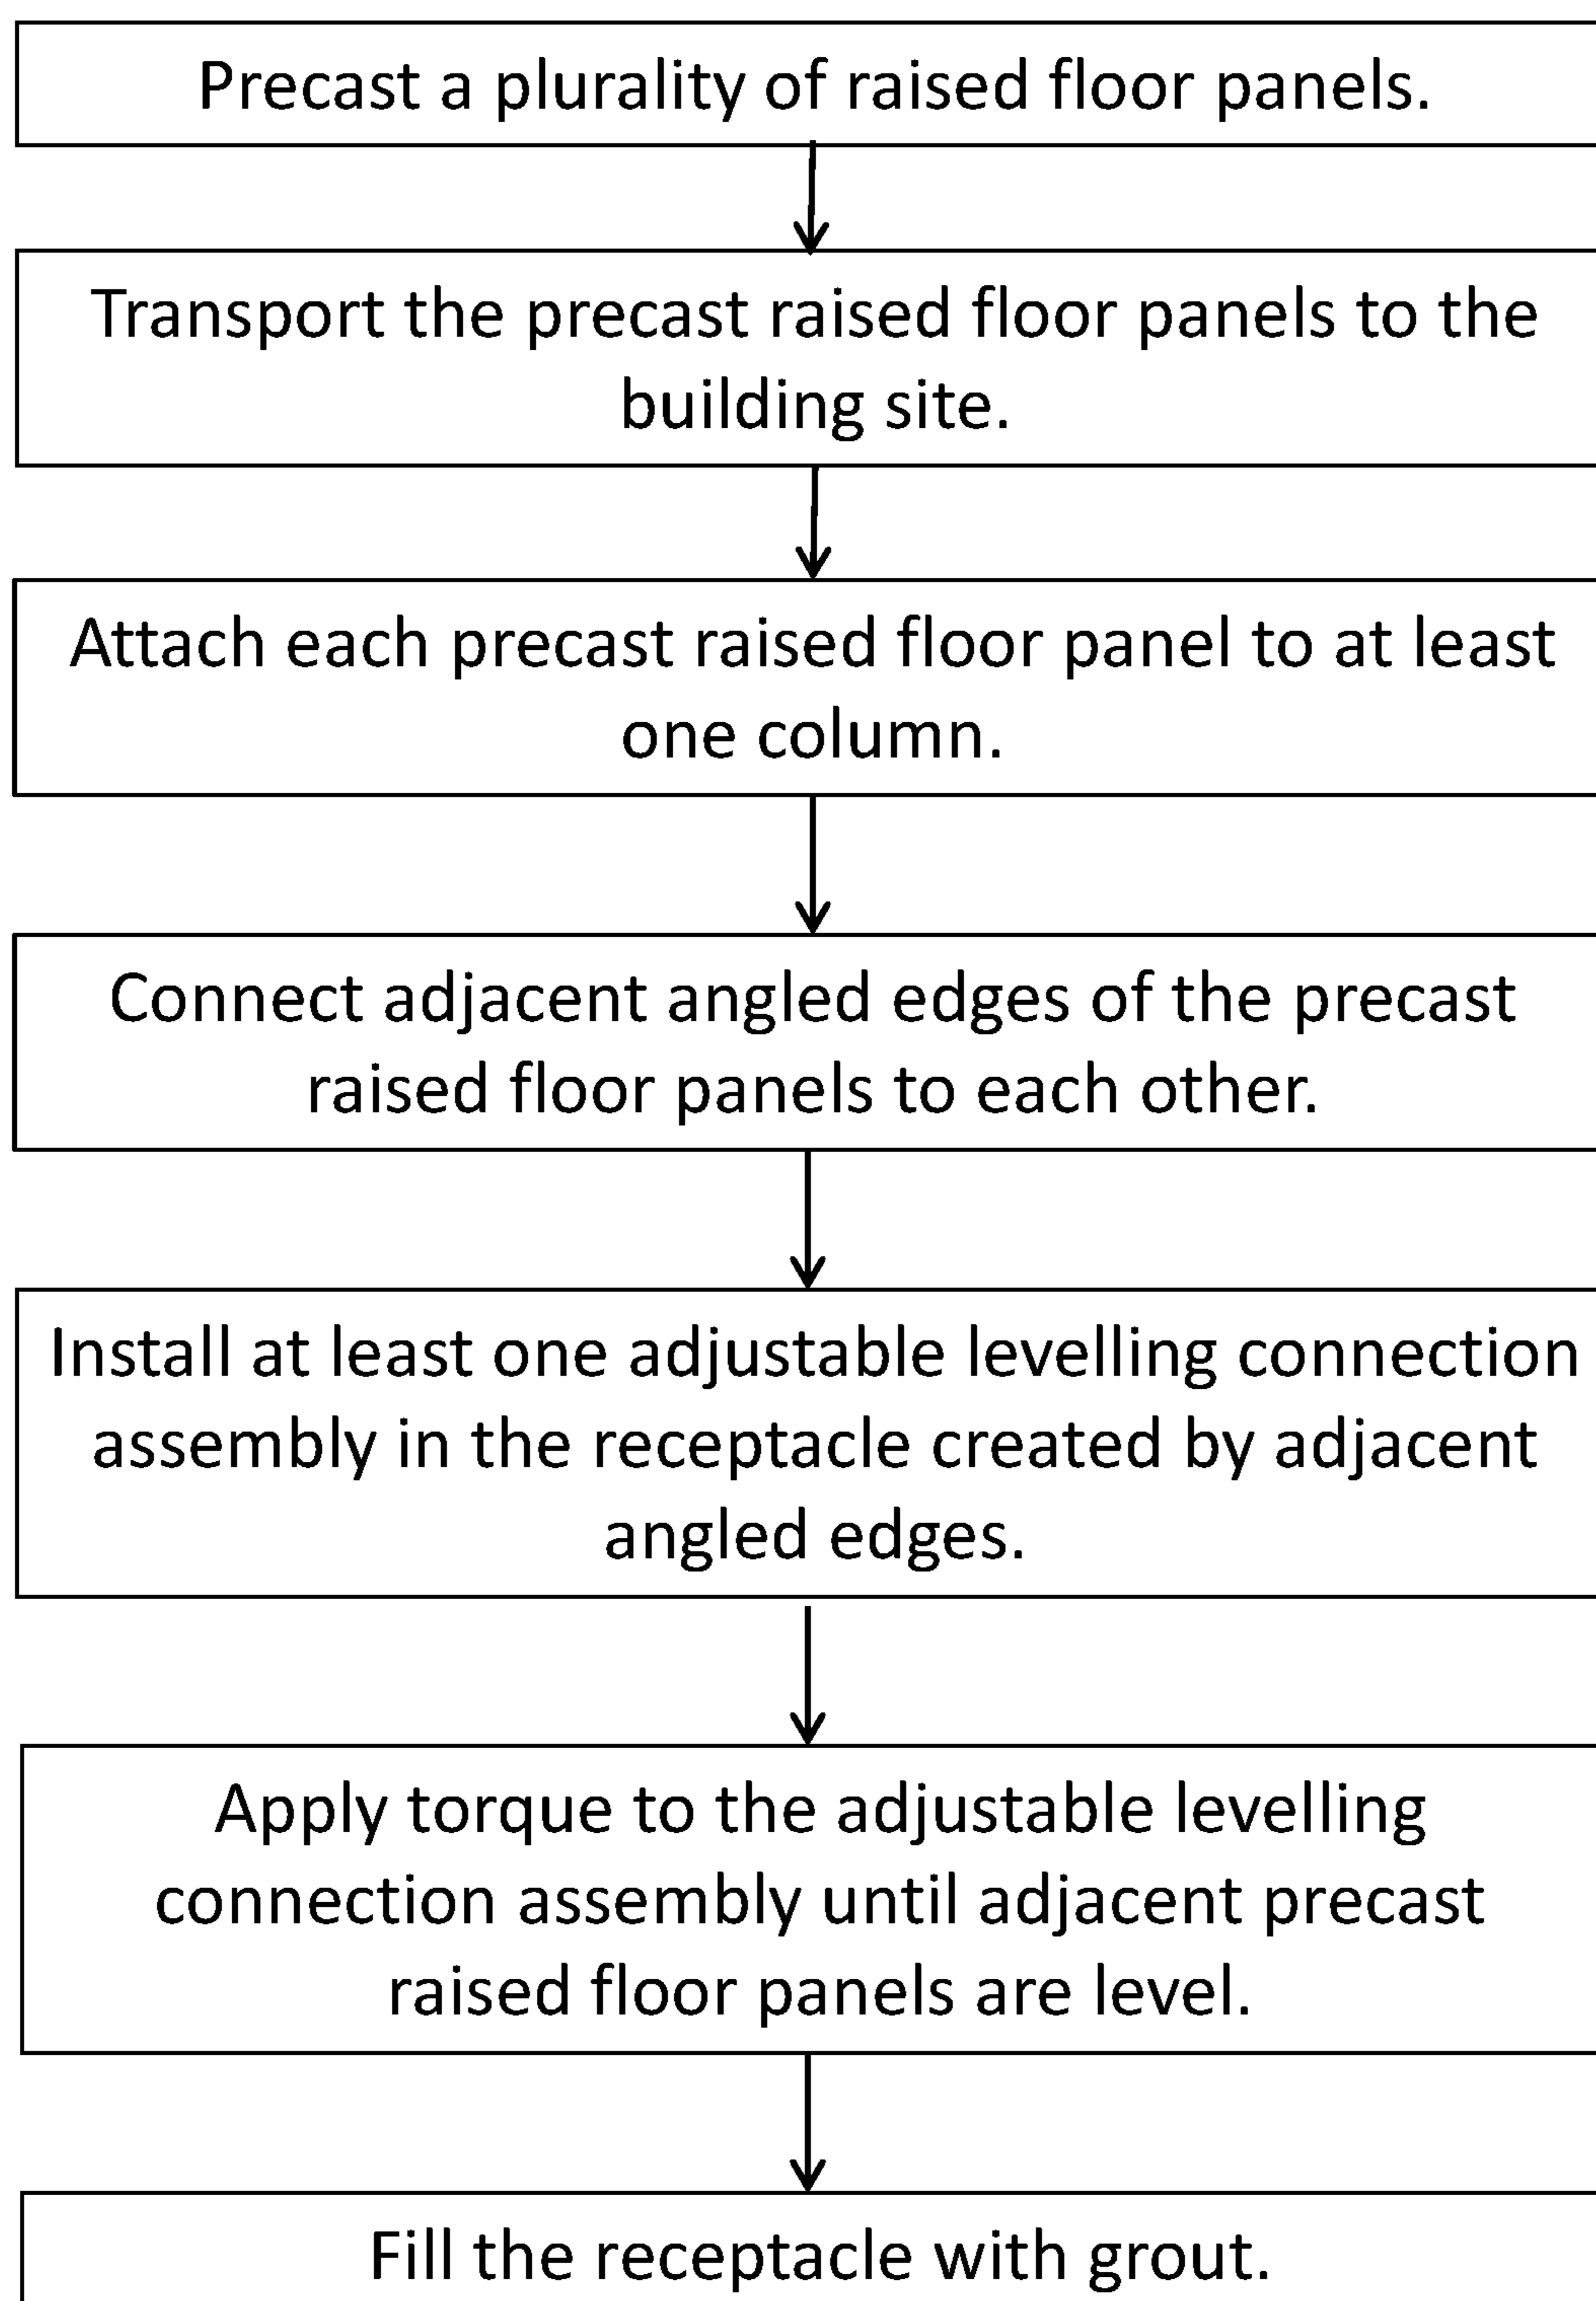 Precast a plurality of raised floor panels.
Transport the precast raised floor panels to the
building site.
Attach each precast raised floor panel to at least
one column.
Connect adjacent angled edges of the precast
raised floor panels to each other.
Install at least one adjustable levelling connection
assembly in the receptacle created by adjacent
angled edges.
Apply torque to the adjustable levelling
connection assembly until adjacent precast
raised floor panels are level.
Fill the receptacle with grout.